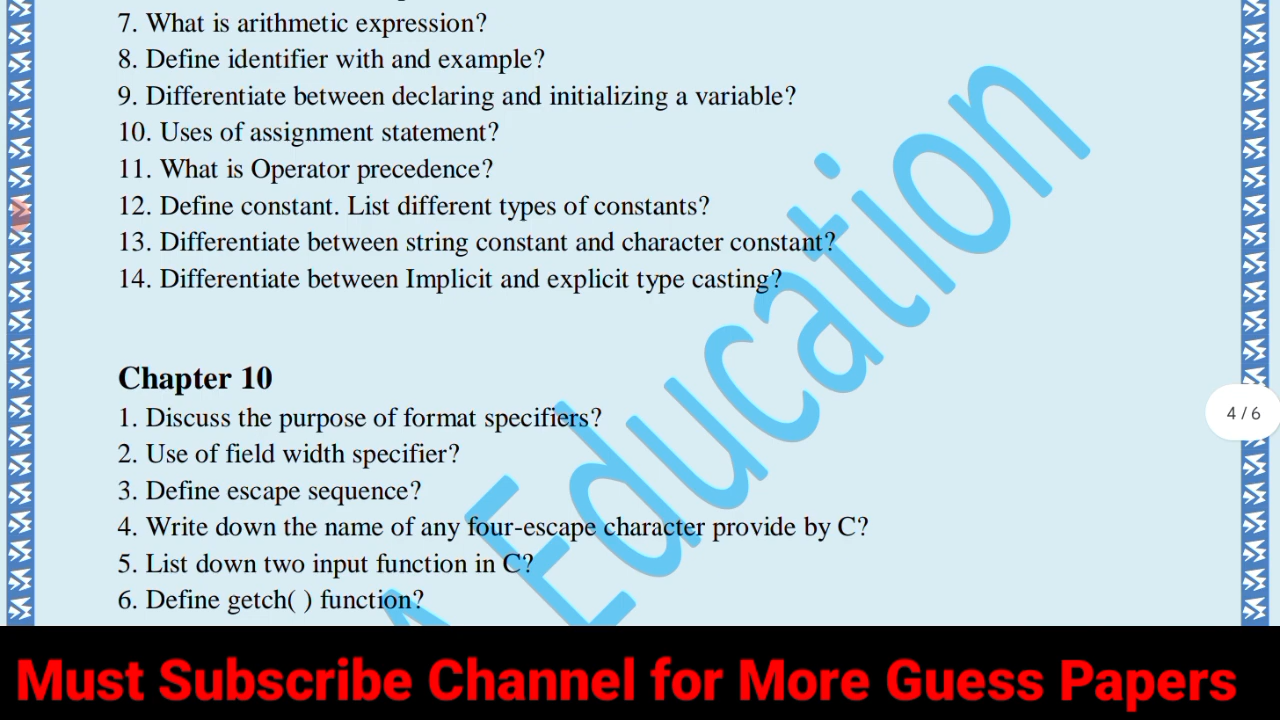 7. What is arithmetic expression?
8. Define identifier with and example?
9. Differentiate between declaring and initializing a variable?
10. Uses of assignment statement?
11. What is Operator precedence?
12. Define constant. List different types of constants?
13. Differentiate between string constant and character constant?
14. Differentiate between Implicit and explicit type casting?
Chapter 10
1. Discuss the purpose of format specifiers?
4 / 6
2. Use of field width specifier?
3. Define escape sequence?
4. Write down the name of any four-escape character provide by C?
5. List down two input function in C?
6. Define getch( ) function?
Education
Must Subscribe Channel for More Guess Papers